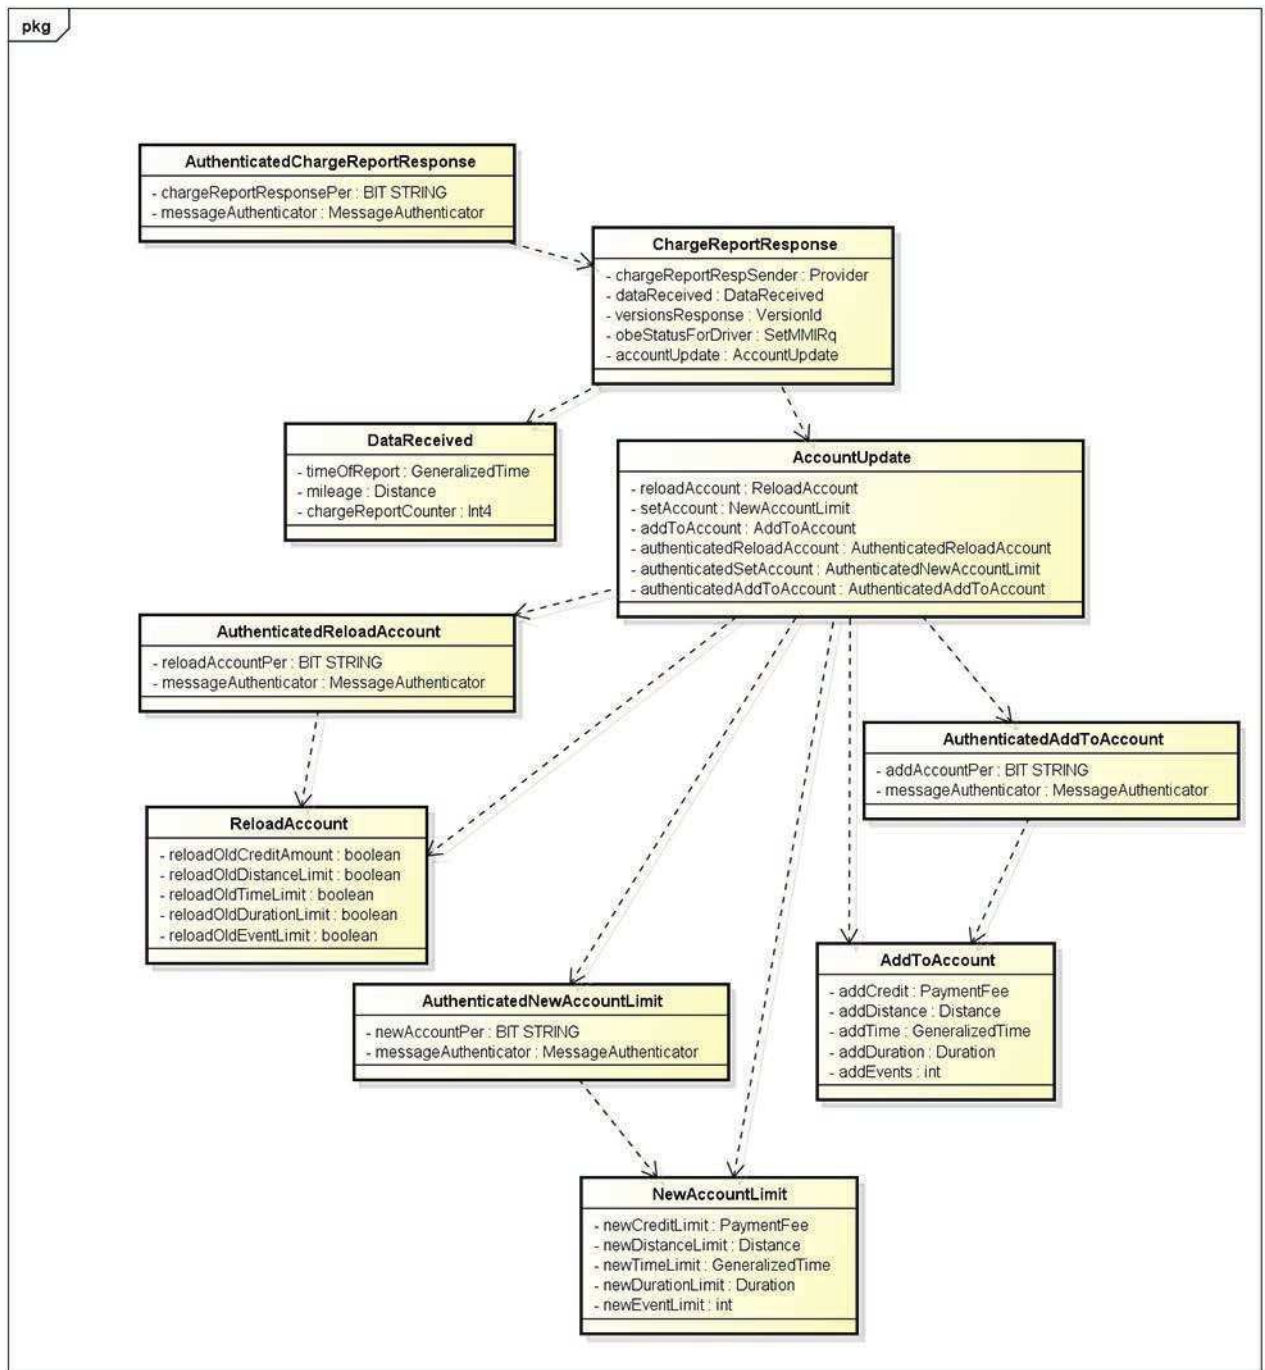 pkg
AuthenticatedChargeReportResponse
- chargeReportResponsePer : BIT STRING
- messageAuthenticator : MessageAuthenticator
ChargeReportResponse
- chargeReportRespSender : Provider
- dataReceived : DataReceived
- versionsResponse : VersionId
- obeStatusForDriver : SetMMIRq
- accountUpdate : AccountUpdate
DataReceived
- timeOfReport : GeneralizedTime
- mileage : Distance
- chargeReportCounter : Int4
AccountUpdate
- reloadAccount : ReloadAccount
- setAccount : NewAccountLimit
- addToAccount : AddToAccount
- authenticatedReloadAccount : AuthenticatedReloadAccount
- authenticatedSetAccount : AuthenticatedNewAccountLimit
- authenticatedAddToAccount : AuthenticatedAddToAccount
AuthenticatedReloadAccount
- reloadAccountPer : BIT STRING
- messageAuthenticator : MessageAuthenticator
AuthenticatedAddToAccount
- addAccountPer : BIT STRING
- messageAuthenticator : MessageAuthenticator
ReloadAccount
- reloadOldCreditAmount : boolean
- reloadOldDistanceLimit : boolean
- reloadOldTimeLimit : boolean
- reloadOldDurationLimit : boolean
- reloadOldEventLimit : boolean
AddToAccount
- addCredit : PaymentFee
- addDistance : Distance
- addTime : GeneralizedTime
- addDuration : Duration
- addEvents : int
AuthenticatedNewAccountLimit
- newAccountPer : BIT STRING
- messageAuthenticator : MessageAuthenticator
NewAccountLimit
- newCreditLimit : PaymentFee
- newDistanceLimit : Distance
- newTimeLimit : GeneralizedTime
- newDurationLimit : Duration
- newEventLimit : int